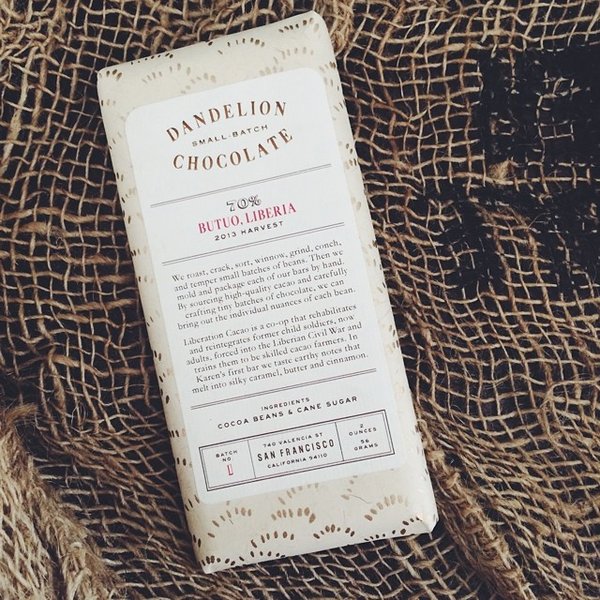 DANDELION
SMALL-BATCH
CHOCOLATE
70%
BUTUO, LIBERIA
2013 HARVEST
We roast, crack, sort, winnow, grind, conch,
and temper small batches of beans. Then we
mold and package each of our bars by hand.
By sourcing high-quality cacao and carefully
crafting tiny batches of chocolate, we can
bring out the individual nuances of each bean.
Liberation Cacao is a co-op that rehabilitates
and reintegrates former child soldiers, now
adults, forced into the Liberian Civil War and
trains them to be skilled cacao farmers. In
Karen's first bar we taste earthy notes that
melt into silky caramel, butter and cinnamon.
INGREDIENTS
COCOA BEANS & CANE SUGAR
BATCH
NO.
740 VALENCIA ST
SAN FRANCISCO
CALIFORNIA 94110
2
OUNCES
56
GRAMS